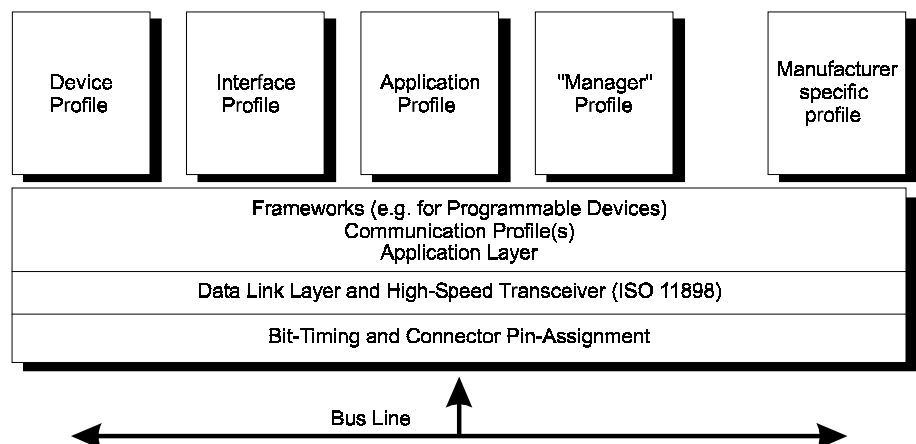 Device
Profile
Interface
Profile
Application
Profile
"Manager"
Profile
Manufacturer
specific
profile
Frameworks (e.g. for Programmable Devices)
Communication Profile(s)
Application Layer
Data Link Layer and High-Speed Transceiver (ISO 11898)
Bit-Timing and Connector Pin-Assignment
Bus Line